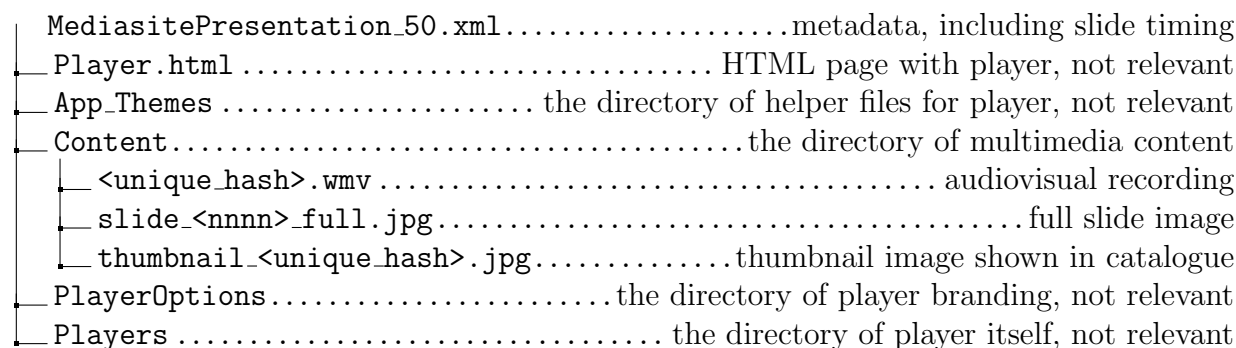 MediasitePresentation_50.xml.....................metadata, including slide timing
Player.html ................................. HTML page with player, not relevant
App_Themes ...................... the directory of helper files for player, not relevant
Content........................................the directory of multimedia content
<unique_hash>.wmv ....................................... audiovisual recording
slide_<nnnn>_full.jpg.........................................full slide image
thumbnail_<unique_hash>.jpg..............thumbnail image shown in catalogue
PlayerOptions........................the directory of player branding, not relevant
Players .................................. the directory of player itself, not relevant